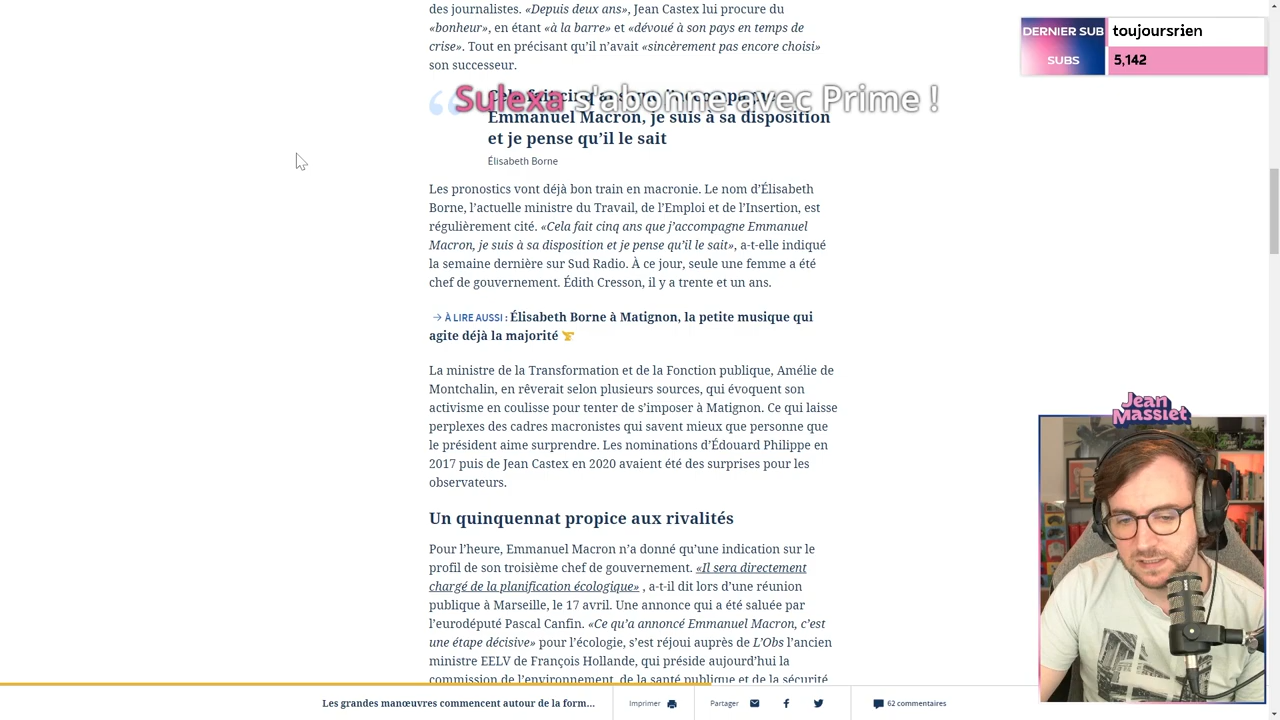 des journalistes. «Depuis deux ans», Jean Castex lui procure du
«bonheur», en étant «à la barre» et «dévoué à son pays en temps de
crise». Tout en précisant qu’il n’avait «sincèrement pas encore choisi»
son successeur.
Sulexa s'abonne avec Prime !
Emmanuel Macron, je suis à sa disposition
et je pense qu’il le sait
Élisabeth Borne
Les pronostics vont déjà bon train en macronie. Le nom d’Élisabeth
Borne, l’actuelle ministre du Travail, de l’Emploi et de l’Insertion, est
régulièrement cité. «Cela fait cinq ans que j’accompagne Emmanuel
Macron, je suis à sa disposition et je pense qu’il le sait», a-t-elle indiqué
la semaine dernière sur Sud Radio. À ce jour, seule une femme a été
chef de gouvernement. Édith Cresson, il y a trente et un ans.
→ À LIRE AUSSI : Élisabeth Borne à Matignon, la petite musique qui
agite déjà la majorité
La ministre de la Transformation et de la Fonction publique, Amélie de
Montchalin, en rêverait selon plusieurs sources, qui évoquent son
activisme en coulisse pour tenter de s’imposer à Matignon. Ce qui laisse
perplexes des cadres macronistes qui savent mieux que personne que
le président aime surprendre. Les nominations d’Édouard Philippe en
2017 puis de Jean Castex en 2020 avaient été des surprises pour les
observateurs.
Un quinquennat propice aux rivalités
Pour l’heure, Emmanuel Macron n’a donné qu’une indication sur le
profil de son troisième chef de gouvernement. «Il sera directement
chargé de la planification écologique» , a-t-il dit lors d’une réunion
publique à Marseille, le 17 avril. Une annonce qui a été saluée par
l’eurodéputé Pascal Canfin. «Ce qu’a annoncé Emmanuel Macron, c’est
une étape décisive» pour l’écologie, s’est réjoui auprès de L’Obs l’ancien
ministre EELV de François Hollande, qui préside aujourd’hui la
commission de l’environnement, de la santé publique et de la sécurité
Les grandes manœuvres commencent autour de la form...
Imprimer
Partager
62 commentaires
DERNIER SUB
toujoursrien
SUBS
5,142
Jean
Massiet